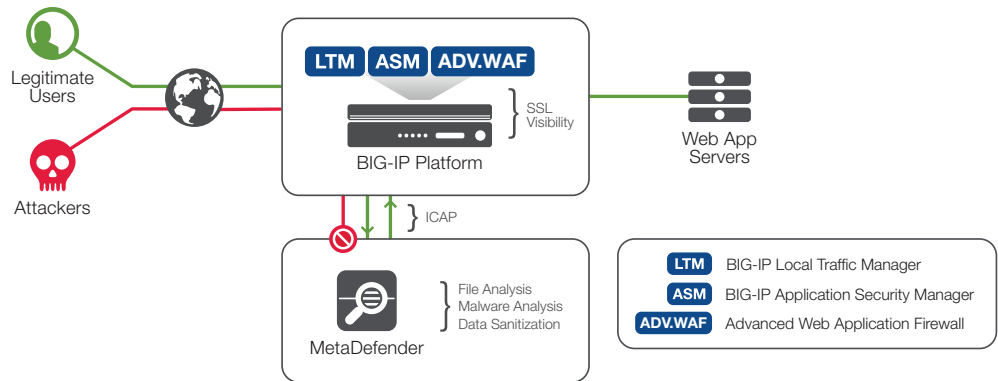 Legitimate
Users
Attackers
LTM ASM ADV.WAF
SSL
Visibility
BIG-IP Platform
Web App
Servers
ICAP
File Analysis
Malware Analysis
Data Sanitization
MetaDefender
LTM BIG-IP Local Traffic Manager
ASM BIG-IP Application Security Manager
ADV.WAF Advanced Web Application Firewall